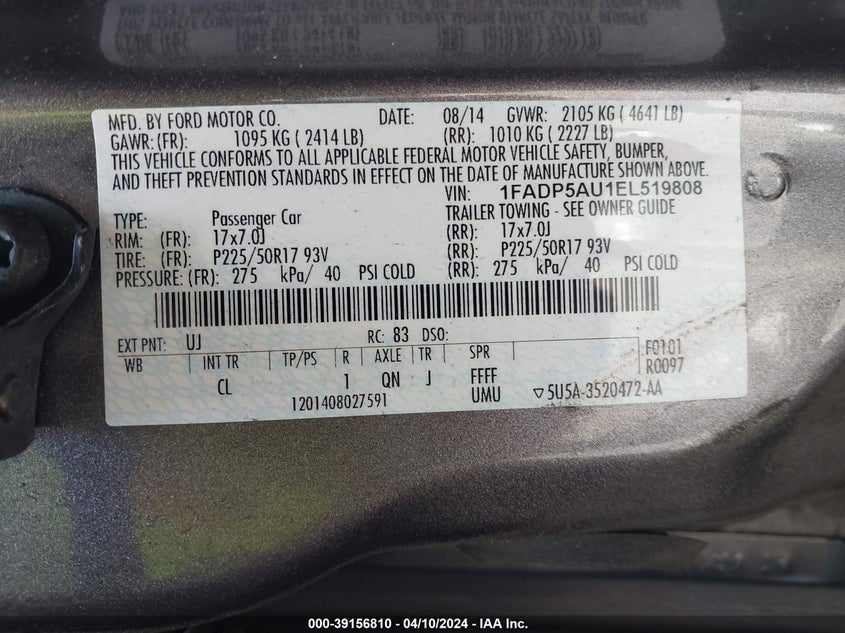 MFD. BY FORD MOTOR CO. DATE: 08/14 GVWR: 2105 KG ( 4641 LB)
GAWR: (FR): 1095 KG ( 2414 LB) (RR): 1010 KG ( 2227 LB)
THIS VEHICLE CONFORMS TO ALL APPLICABLE FEDERAL MOTOR VEHICLE SAFETY, BUMPER,
AND THEFT PREVENTION STANDARDS IN EFFECT ON THE DATE OF MANUFACTURE SHOWN ABOVE.
VIN: 1FADP5AU1EL519808
TYPE: Passenger Car TRAILER TOWING - SEE OWNER GUIDE
RIM: (FR): 17x7.0J (RR): 17x7.0J
TIRE: (FR): P225/50R17 93V (RR): P225/50R17 93V
PRESSURE: (FR): 275 kPa/ 40 PSI COLD (RR): 275 kPa/ 40 PSI COLD
EXT PNT: UJ RC: 83 DSO:
WB INT TR TP/PS R AXLE TR SPR F0101
CL 1 QN J FFFF R0097
1201408027591 UMU ▽5U5A-3520472-AA
000-39156810 - 04/10/2024 - IAA Inc.